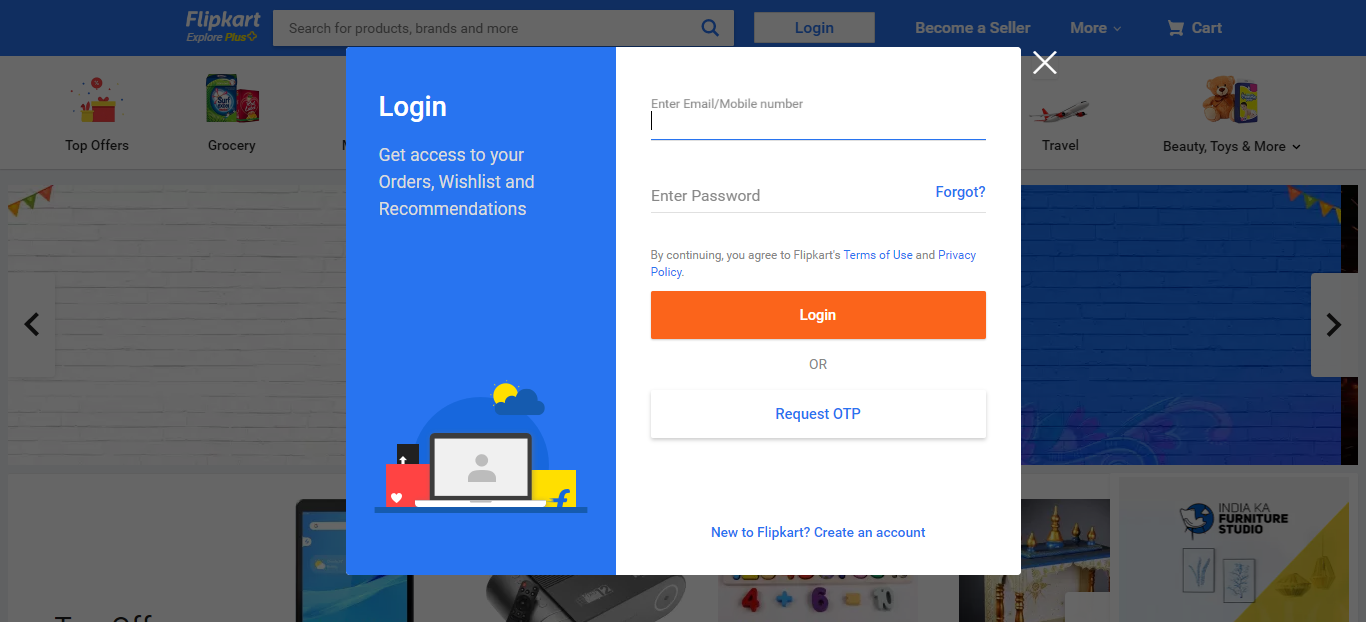 Flipkart
Explore Plus
Search for products, brands and more
Login
Become a Seller
More
Cart
Top Offers
Grocery
Travel
Beauty, Toys & More
Login
Get access to your
Orders, Wishlist and
Recommendations
Enter Email/Mobile number
Enter Password
Forgot?
By continuing, you agree to Flipkart's Terms of Use and Privacy
Policy.
Login
OR
Request OTP
New to Flipkart? Create an account
INDIA KA
FURNITURE
STUDIO
4 6 10